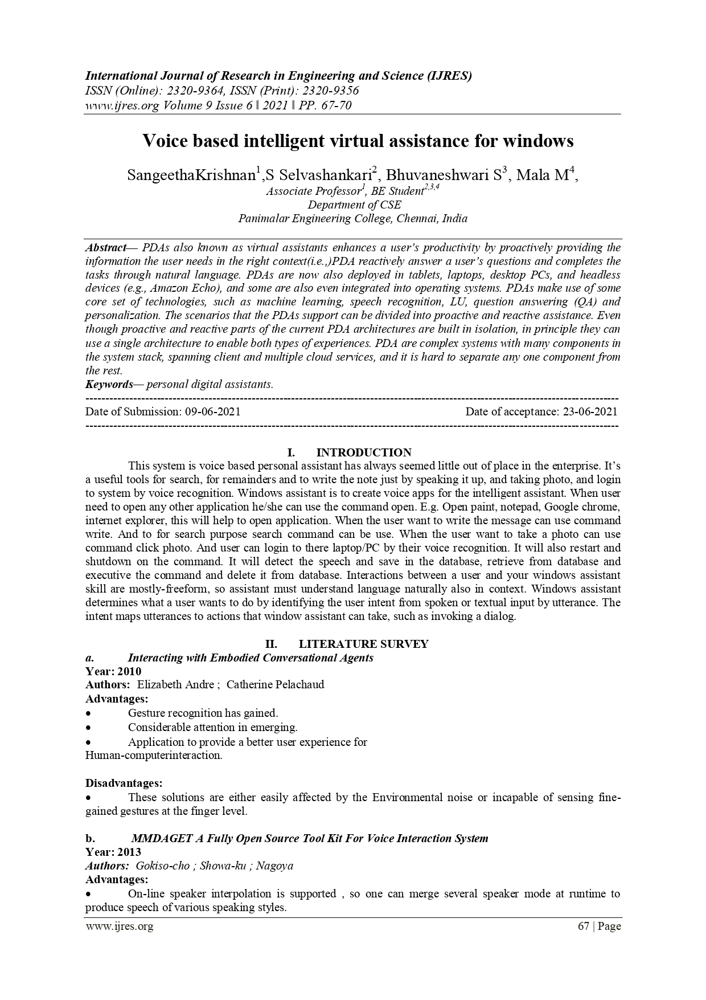 International Journal of Research in Engineering and Science (IJRES)
ISSN (Online): 2320-9364, ISSN (Print): 2320-9356
www.ijres.org Volume 9 Issue 6 ǁ 2021 ǁ PP. 67-70
Voice based intelligent virtual assistance for windows
SangeethaKrishnan1,S Selvashankari2, Bhuvaneshwari S3, Mala M4,
Associate Professor1, BE Student2,3,4
Department of CSE
Panimalar Engineering College, Chennai, India
Abstract— PDAs also known as virtual assistants enhances a user’s productivity by proactively providing the
information the user needs in the right context(i.e.,)PDA reactively answer a user’s questions and completes the
tasks through natural language. PDAs are now also deployed in tablets, laptops, desktop PCs, and headless
devices (e.g., Amazon Echo), and some are also even integrated into operating systems. PDAs make use of some
core set of technologies, such as machine learning, speech recognition, LU, question answering (QA) and
personalization. The scenarios that the PDAs support can be divided into proactive and reactive assistance. Even
though proactive and reactive parts of the current PDA architectures are built in isolation, in principle they can
use a single architecture to enable both types of experiences. PDA are complex systems with many components in
the system stack, spanning client and multiple cloud services, and it is hard to separate any one component from
the rest.
Keywords— personal digital assistants.
---------------------------------------------------------------------------------------------------------------------------------------
Date of Submission: 09-06-2021 Date of acceptance: 23-06-2021
---------------------------------------------------------------------------------------------------------------------------------------
I. INTRODUCTION
This system is voice based personal assistant has always seemed little out of place in the enterprise. It’s
a useful tools for search, for remainders and to write the note just by speaking it up, and taking photo, and login
to system by voice recognition. Windows assistant is to create voice apps for the intelligent assistant. When user
need to open any other application he/she can use the command open. E.g. Open paint, notepad, Google chrome,
internet explorer, this will help to open application. When the user want to write the message can use command
write. And to for search purpose search command can be use. When the user want to take a photo can use
command click photo. And user can login to there laptop/PC by their voice recognition. It will also restart and
shutdown on the command. It will detect the speech and save in the database, retrieve from database and
executive the command and delete it from database. Interactions between a user and your windows assistant
skill are mostly-freeform, so assistant must understand language naturally also in context. Windows assistant
determines what a user wants to do by identifying the user intent from spoken or textual input by utterance. The
intent maps utterances to actions that window assistant can take, such as invoking a dialog.
II. LITERATURE SURVEY
a. Interacting with Embodied Conversational Agents
Year: 2010
Authors: Elizabeth Andre ; Catherine Pelachaud
Advantages:
• Gesture recognition has gained.
• Considerable attention in emerging.
• Application to provide a better user experience for
Human-computerinteraction.
Disadvantages:
• These solutions are either easily affected by the Environmental noise or incapable of sensing fine-
gained gestures at the finger level.
b. MMDAGET A Fully Open Source Tool Kit For Voice Interaction System
Year: 2013
Authors: Gokiso-cho ; Showa-ku ; Nagoya
Advantages:
• On-line speaker interpolation is supported , so one can merge several speaker mode at runtime to
produce speech of various speaking styles.
www.ijres.org 67 | Page